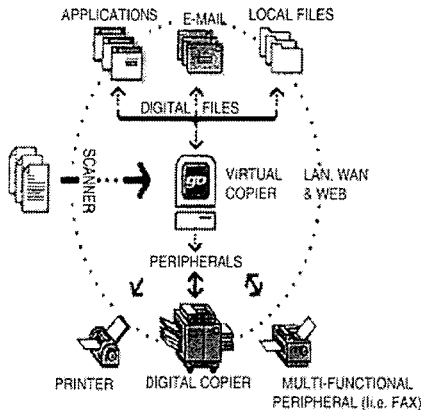 APPLICATIONS
E-MAIL
LOCAL FILES
DIGITAL FILES
SCANNER
go
VIRTUAL
COPIER
LAN, WAN
& WEB
PERIPHERALS
PRINTER
DIGITAL COPIER
MULTI-FUNCTIONAL
PERIPHERAL (I.e. FAX)